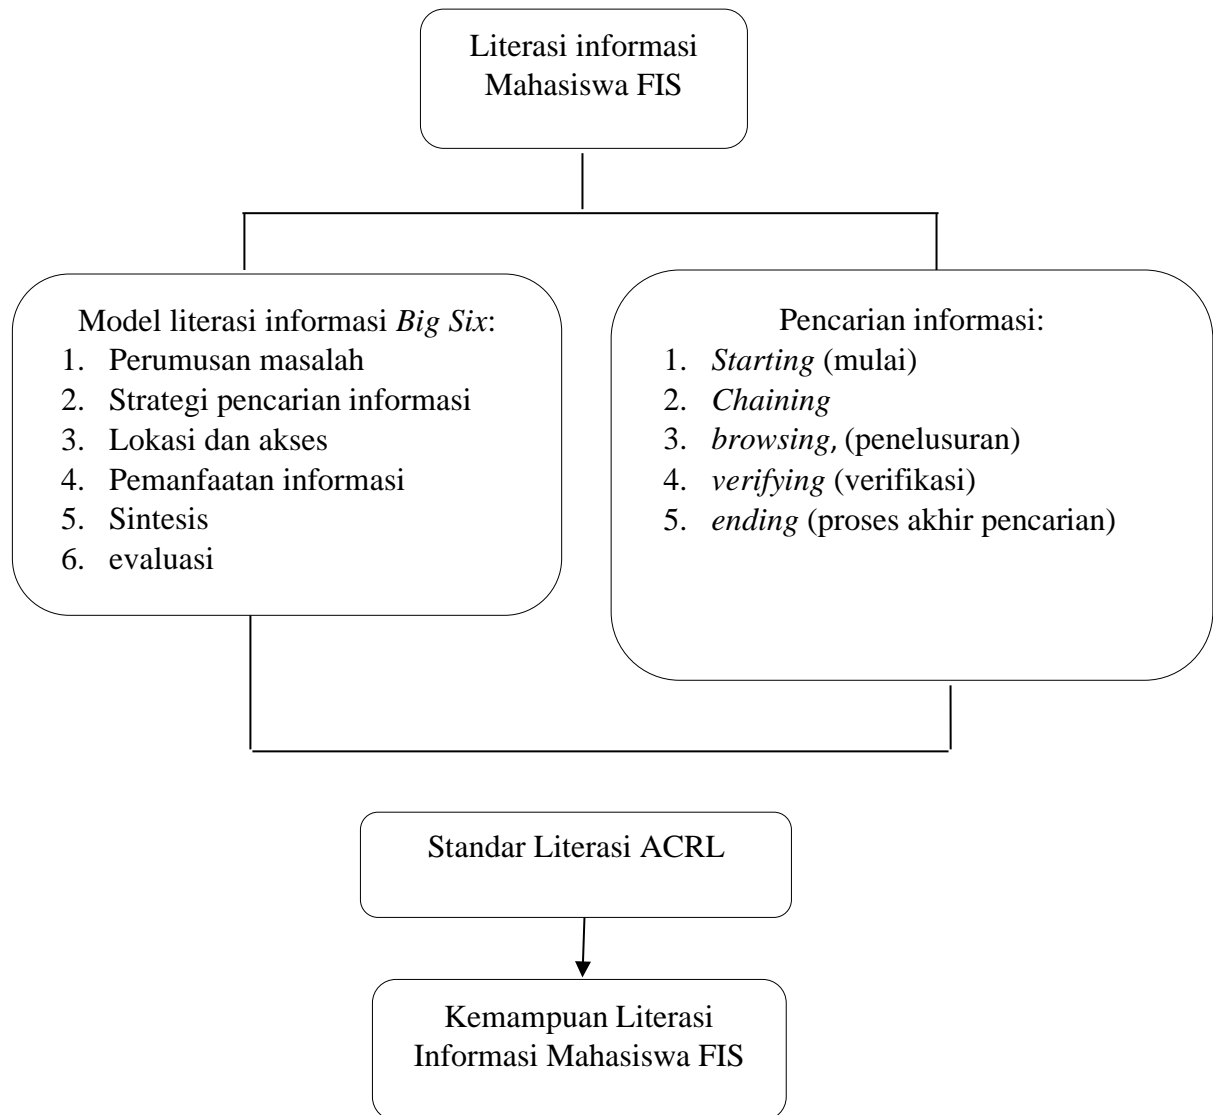 Literasi informasi
Mahasiswa FIS
Model literasi informasi Big Six:
1. Perumusan masalah
2. Strategi pencarian informasi
3. Lokasi dan akses
4. Pemanfaatan informasi
5. Sintesis
6. evaluasi
Pencarian informasi:
1. Starting (mulai)
2. Chaining
3. browsing, (penelusuran)
4. verifying (verifikasi)
5. ending (proses akhir pencarian)
Standar Literasi ACRL
Kemampuan Literasi
Informasi Mahasiswa FIS